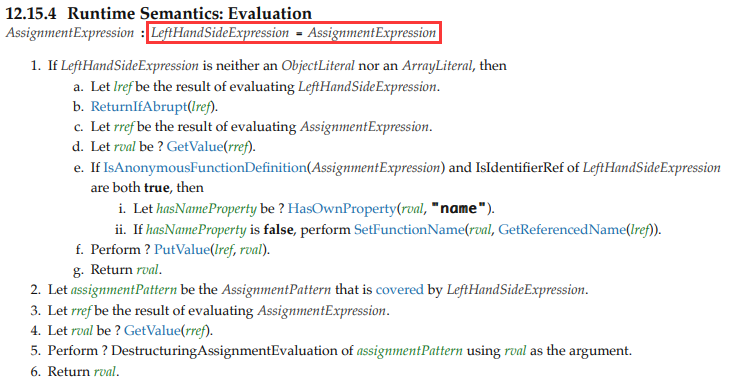 12.15.4 Runtime Semantics: Evaluation
AssignmentExpression : LeftHandSideExpression = AssignmentExpression
1. If LeftHandSideExpression is neither an ObjectLiteral nor an ArrayLiteral, then
a. Let lref be the result of evaluating LeftHandSideExpression.
b. ReturnIfAbrupt(lref).
c. Let rref be the result of evaluating AssignmentExpression.
d. Let rval be ? GetValue(rref).
e. If IsAnonymousFunctionDefinition(AssignmentExpression) and IsIdentifierRef of LeftHandSideExpression
are both true, then
i. Let hasNameProperty be ? HasOwnProperty(rval, "name").
ii. If hasNameProperty is false, perform SetFunctionName(rval, GetReferencedName(lref)).
f. Perform ? PutValue(lref, rval).
g. Return rval.
2. Let assignmentPattern be the AssignmentPattern that is covered by LeftHandSideExpression.
3. Let rref be the result of evaluating AssignmentExpression.
4. Let rval be ? GetValue(rref).
5. Perform ? DestructuringAssignmentEvaluation of assignmentPattern using rval as the argument.
6. Return rval.